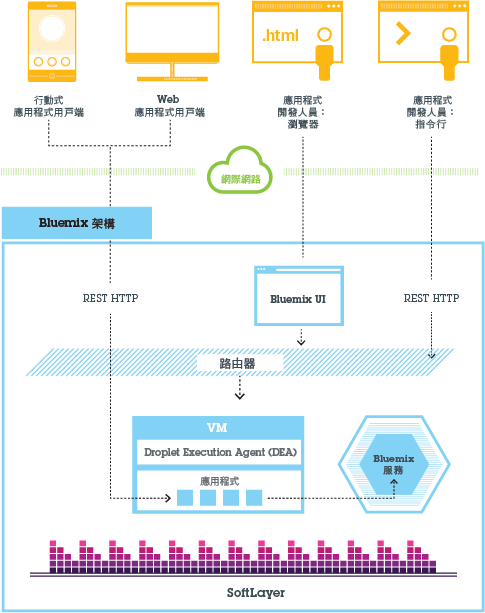 .html
行動式
應用程式用戶端
Web
應用程式用戶端
應用程式
開發人員：
瀏覽器
應用程式
開發人員：
指令行
網際網路
Bluemix 架構
REST HTTP
Bluemix UI
REST HTTP
路由器
VM
Droplet Execution Agent (DEA)
應用程式
Bluemix
服務
SoftLayer